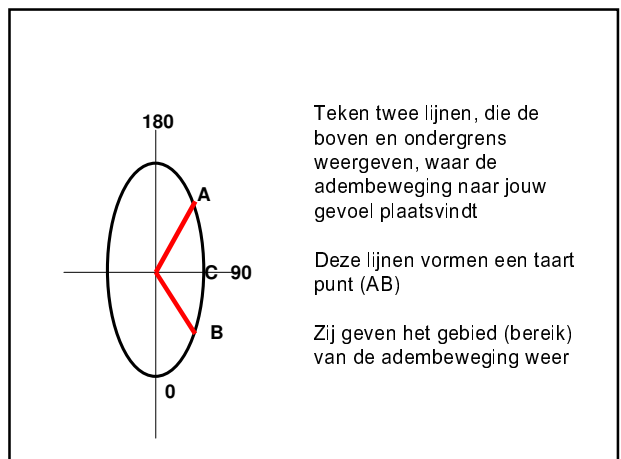 180
A
C 90
B
0
Teken twee lijnen, die de
boven en ondergrens
weergeven, waar de
adembeweging naar jouw
gevoel plaatsvindt
Deze lijnen vormen een taart
punt (AB)
Zij geven het gebied (bereik)
van de adembeweging weer